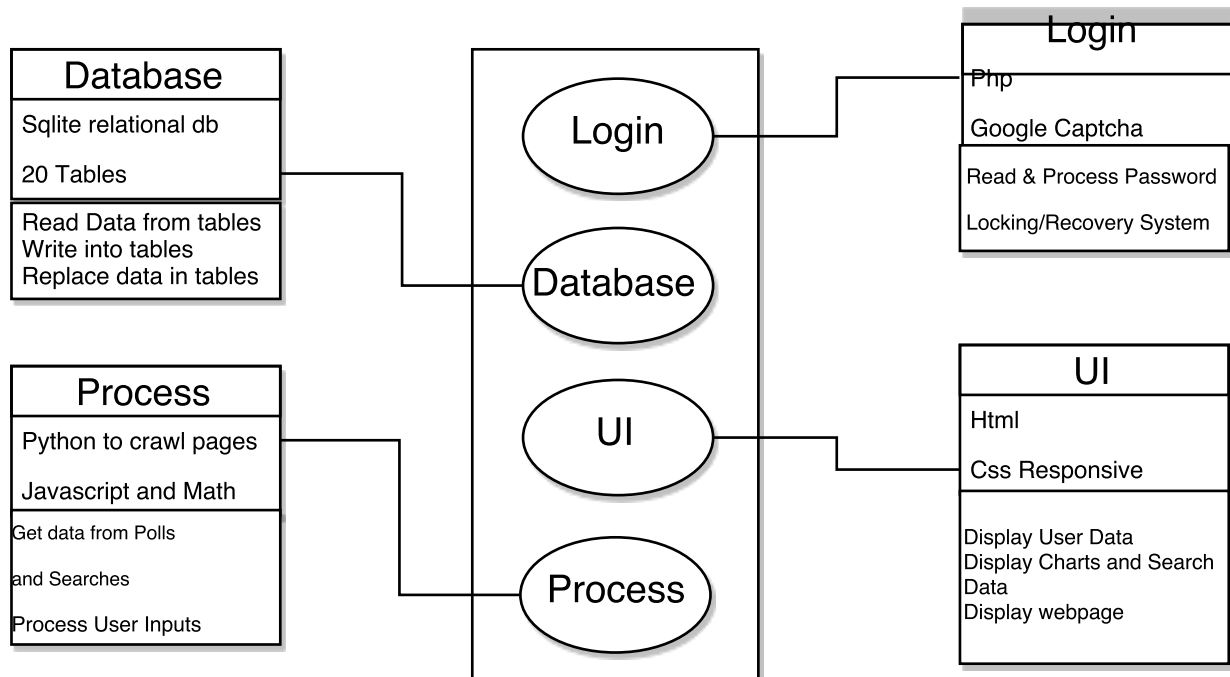 Database
Sqlite relational db
20 Tables
Read Data from tables
Write into tables
Replace data in tables
Process
Python to crawl pages
Javascript and Math
Get data from Polls
and Searches
Process User Inputs
Login
Database
UI
Process
Login
Php
Google Captcha
Read & Process Password
Locking/Recovery System
UI
Html
Css Responsive
Display User Data
Display Charts and Search
Data
Display webpage